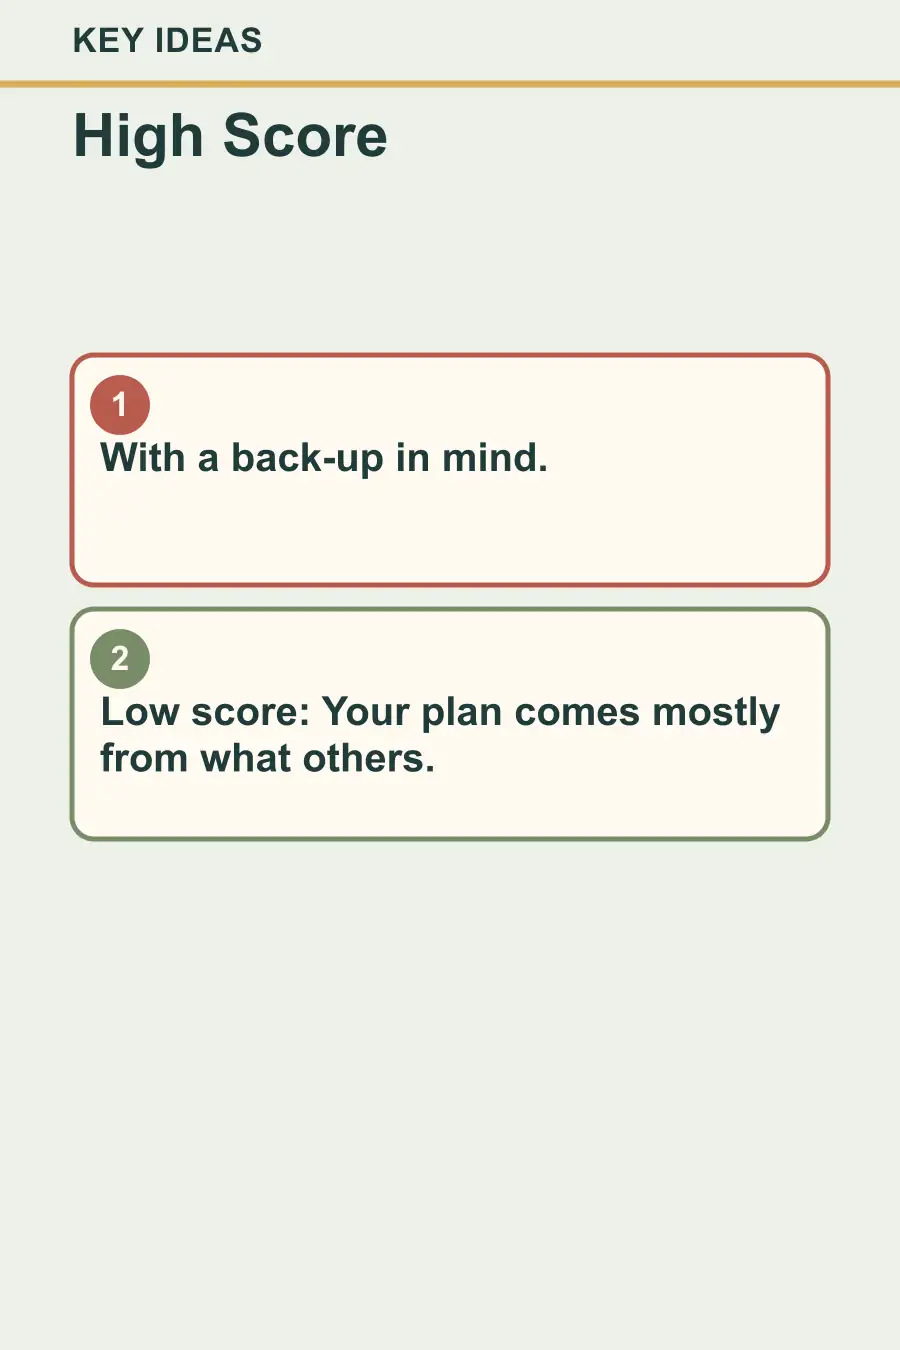 KEY IDEAS
High Score
1
With a back-up in mind.
2
Low score: Your plan comes mostly
from what others.